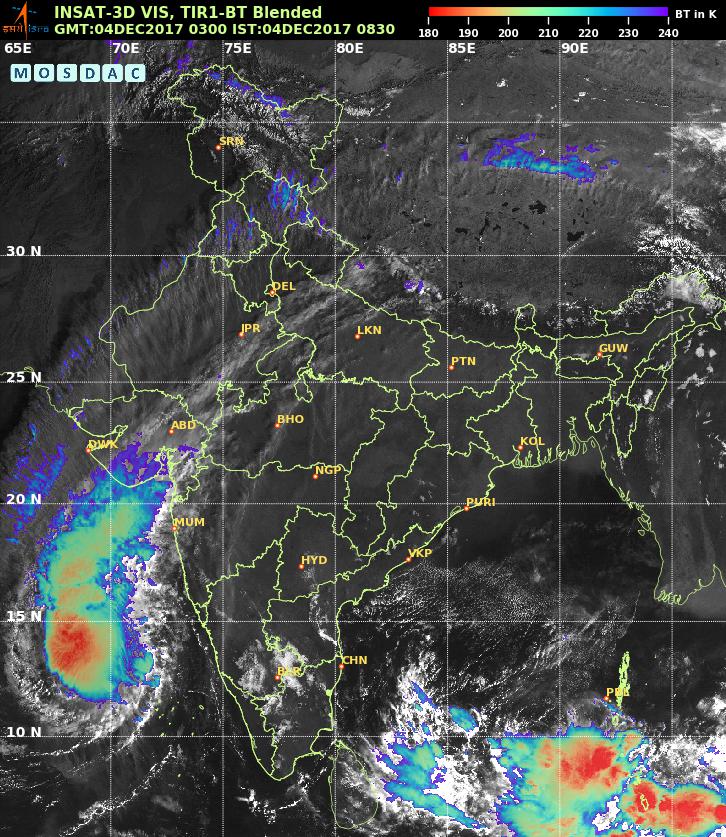 INSAT-3D VIS, TIR1-BT Blended
GMT:04DEC2017 0300 IST:04DEC2017 0830
BT in K
180 190 200 210 220 230 240
65E 70E 75E 80E 85E 90E
MOSDAC
SRN
30 N
DEL
JPR
LKN
GUW
PTN
25 N
ABD
BHO
DWK
KOL
NGP
20 N
PURI
MUM
VKP
HYD
15 N
CHN
BLR
PBL
10 N